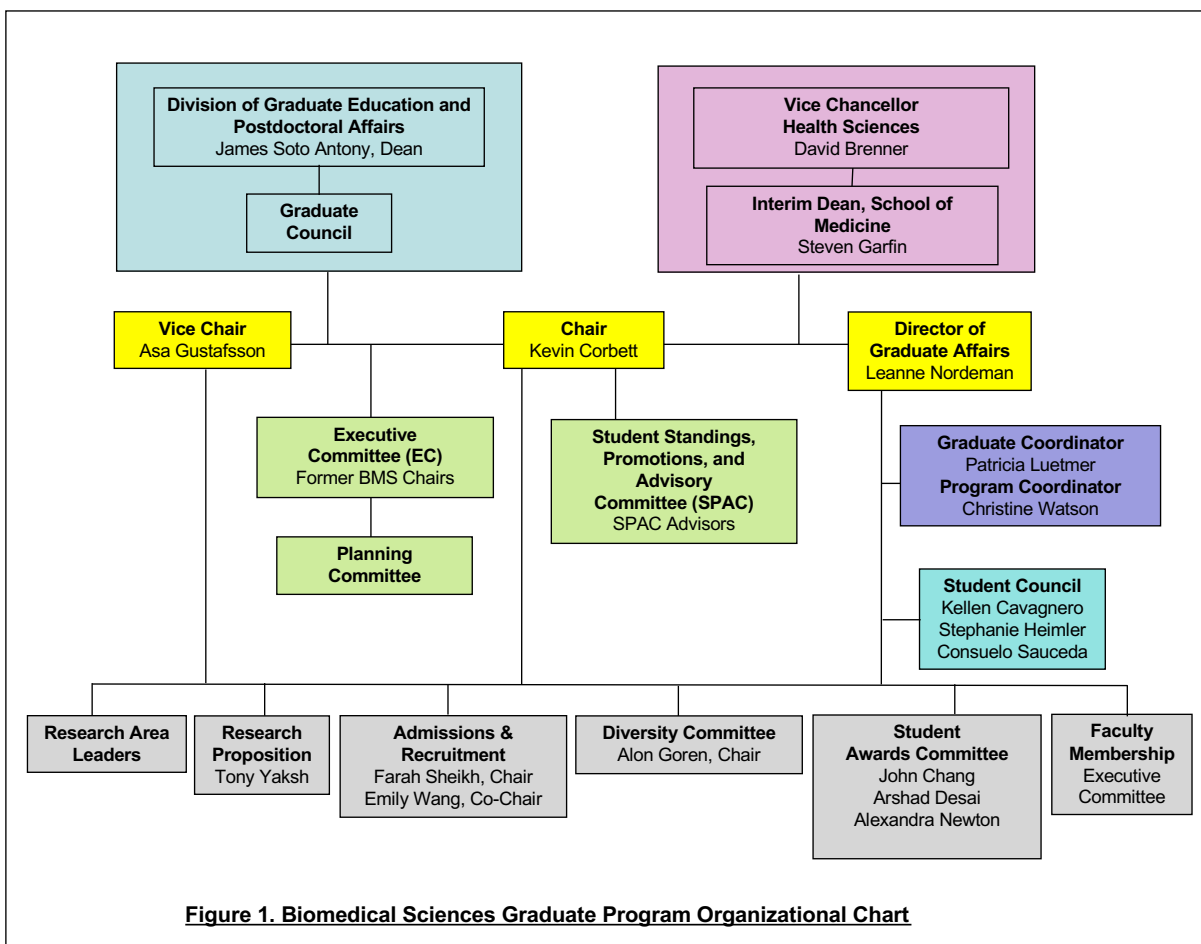 Division of Graduate Education and
Postdoctoral Affairs
James Soto Antony, Dean
Graduate
Council
Vice Chancellor
Health Sciences
David Brenner
Interim Dean, School of
Medicine
Steven Garfin
Vice Chair
Asa Gustafsson
Chair
Kevin Corbett
Director of
Graduate Affairs
Leanne Nordeman
Executive
Committee (EC)
Former BMS Chairs
Planning
Committee
Student Standings,
Promotions, and
Advisory
Committee (SPAC)
SPAC Advisors
Graduate Coordinator
Patricia Luetmer
Program Coordinator
Christine Watson
Student Council
Kellen Cavagnero
Stephanie Heimler
Consuelo Sauceda
Research Area
Leaders
Research
Proposition
Tony Yaksh
Admissions &
Recruitment
Farah Sheikh, Chair
Emily Wang, Co-Chair
Diversity Committee
Alon Goren, Chair
Student
Awards Committee
John Chang
Arshad Desai
Alexandra Newton
Faculty
Membership
Executive
Committee
Figure 1. Biomedical Sciences Graduate Program Organizational Chart